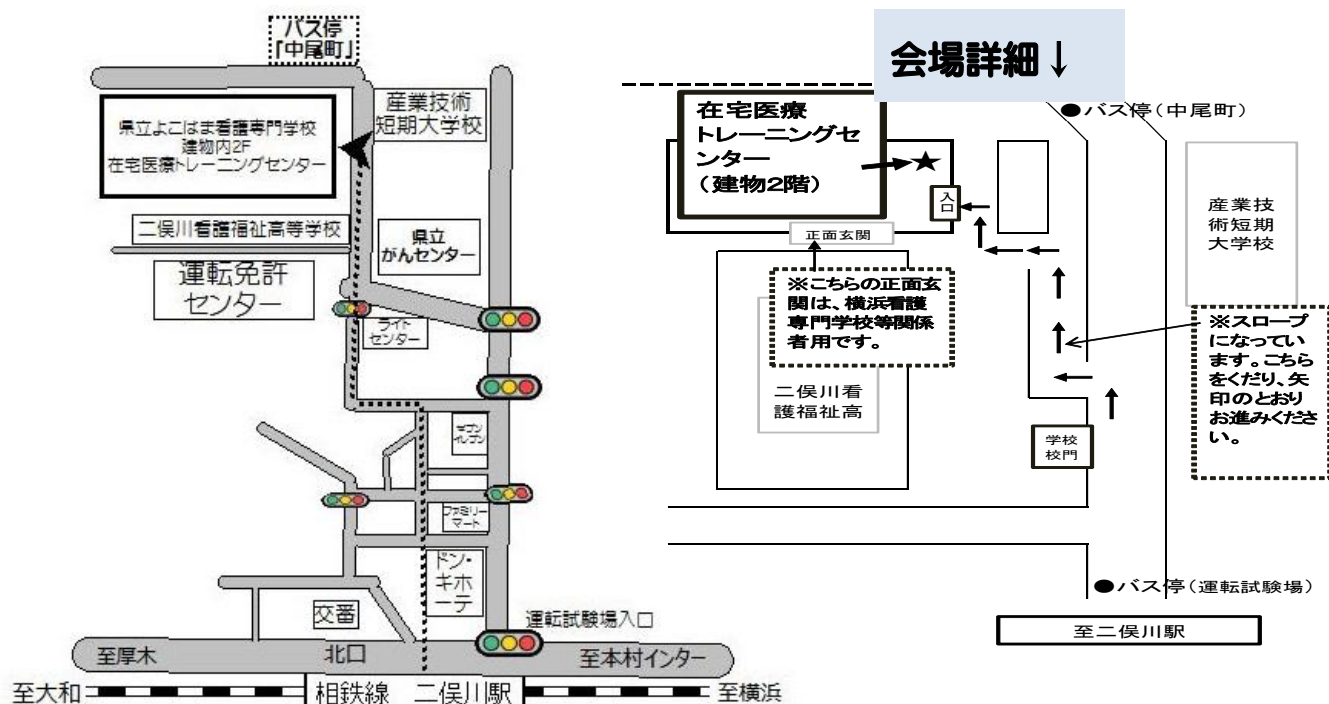 バス停
「中尾町」
産業技術
短期大学校
県立よこはま看護専門学校
建物内2F
在宅医療トレーニングセンター
二俣川看護福祉高等学校
県立
がんセンター
運転免許
センター
ライト
センター
セブン
イレブン
ファミリー
マート
ドン・
キホ
ーテ
交番
運転試験場入口
至厚木
北口
至本村インター
至大和
相鉄線 二俣川駅
至横浜
会場詳細↓
在宅医療
トレーニングセ
ンター
(建物2階)
★
入口
正面玄関
※こちらの正面玄
関は、横浜看護
専門学校等関係
者用です。
二俣川看
護福祉高
●バス停(中尾町)
産業技
術短期
大学校
※スロープ
になってい
ます。こちら
をくだり、矢
印のとおり
お進みくださ
い。
学校
校門
●バス停(運転試験場)
至二俣川駅